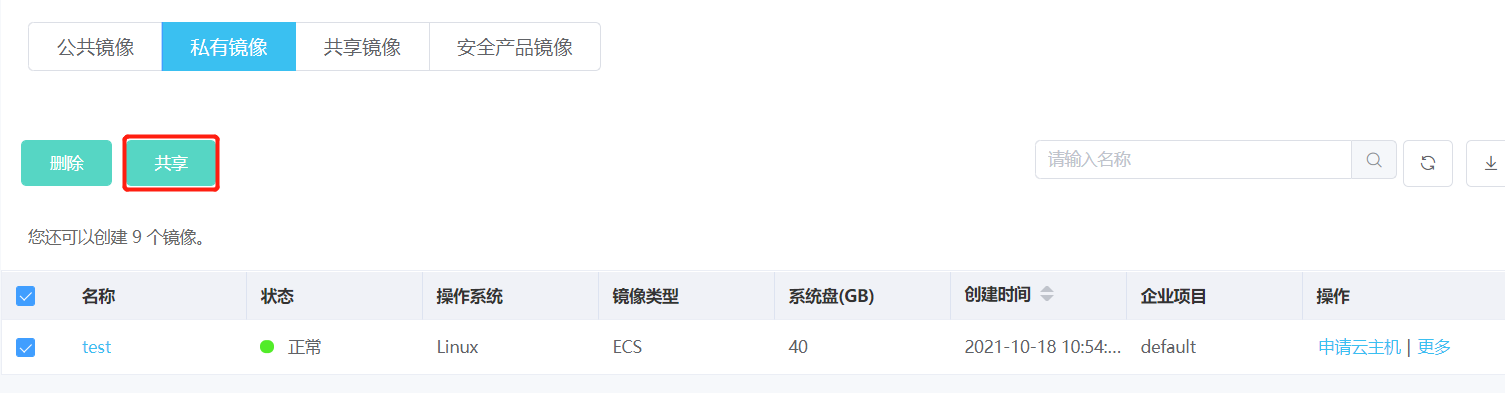 公共镜像 私有镜像 共享镜像 安全产品镜像
删除 共享 请输入名称
您还可以创建 9 个镜像。
名称 状态 操作系统 镜像类型 系统盘(GB) 创建时间 企业项目 操作
test 正常 Linux ECS 40 2021-10-18 10:54:... default 申请云主机 | 更多